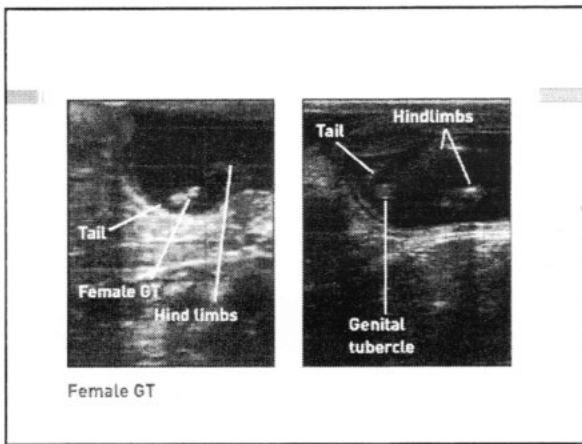 Tail
Female GT
Hind limbs
Tail
Hindlimbs
Genital
tubercle
Female GT